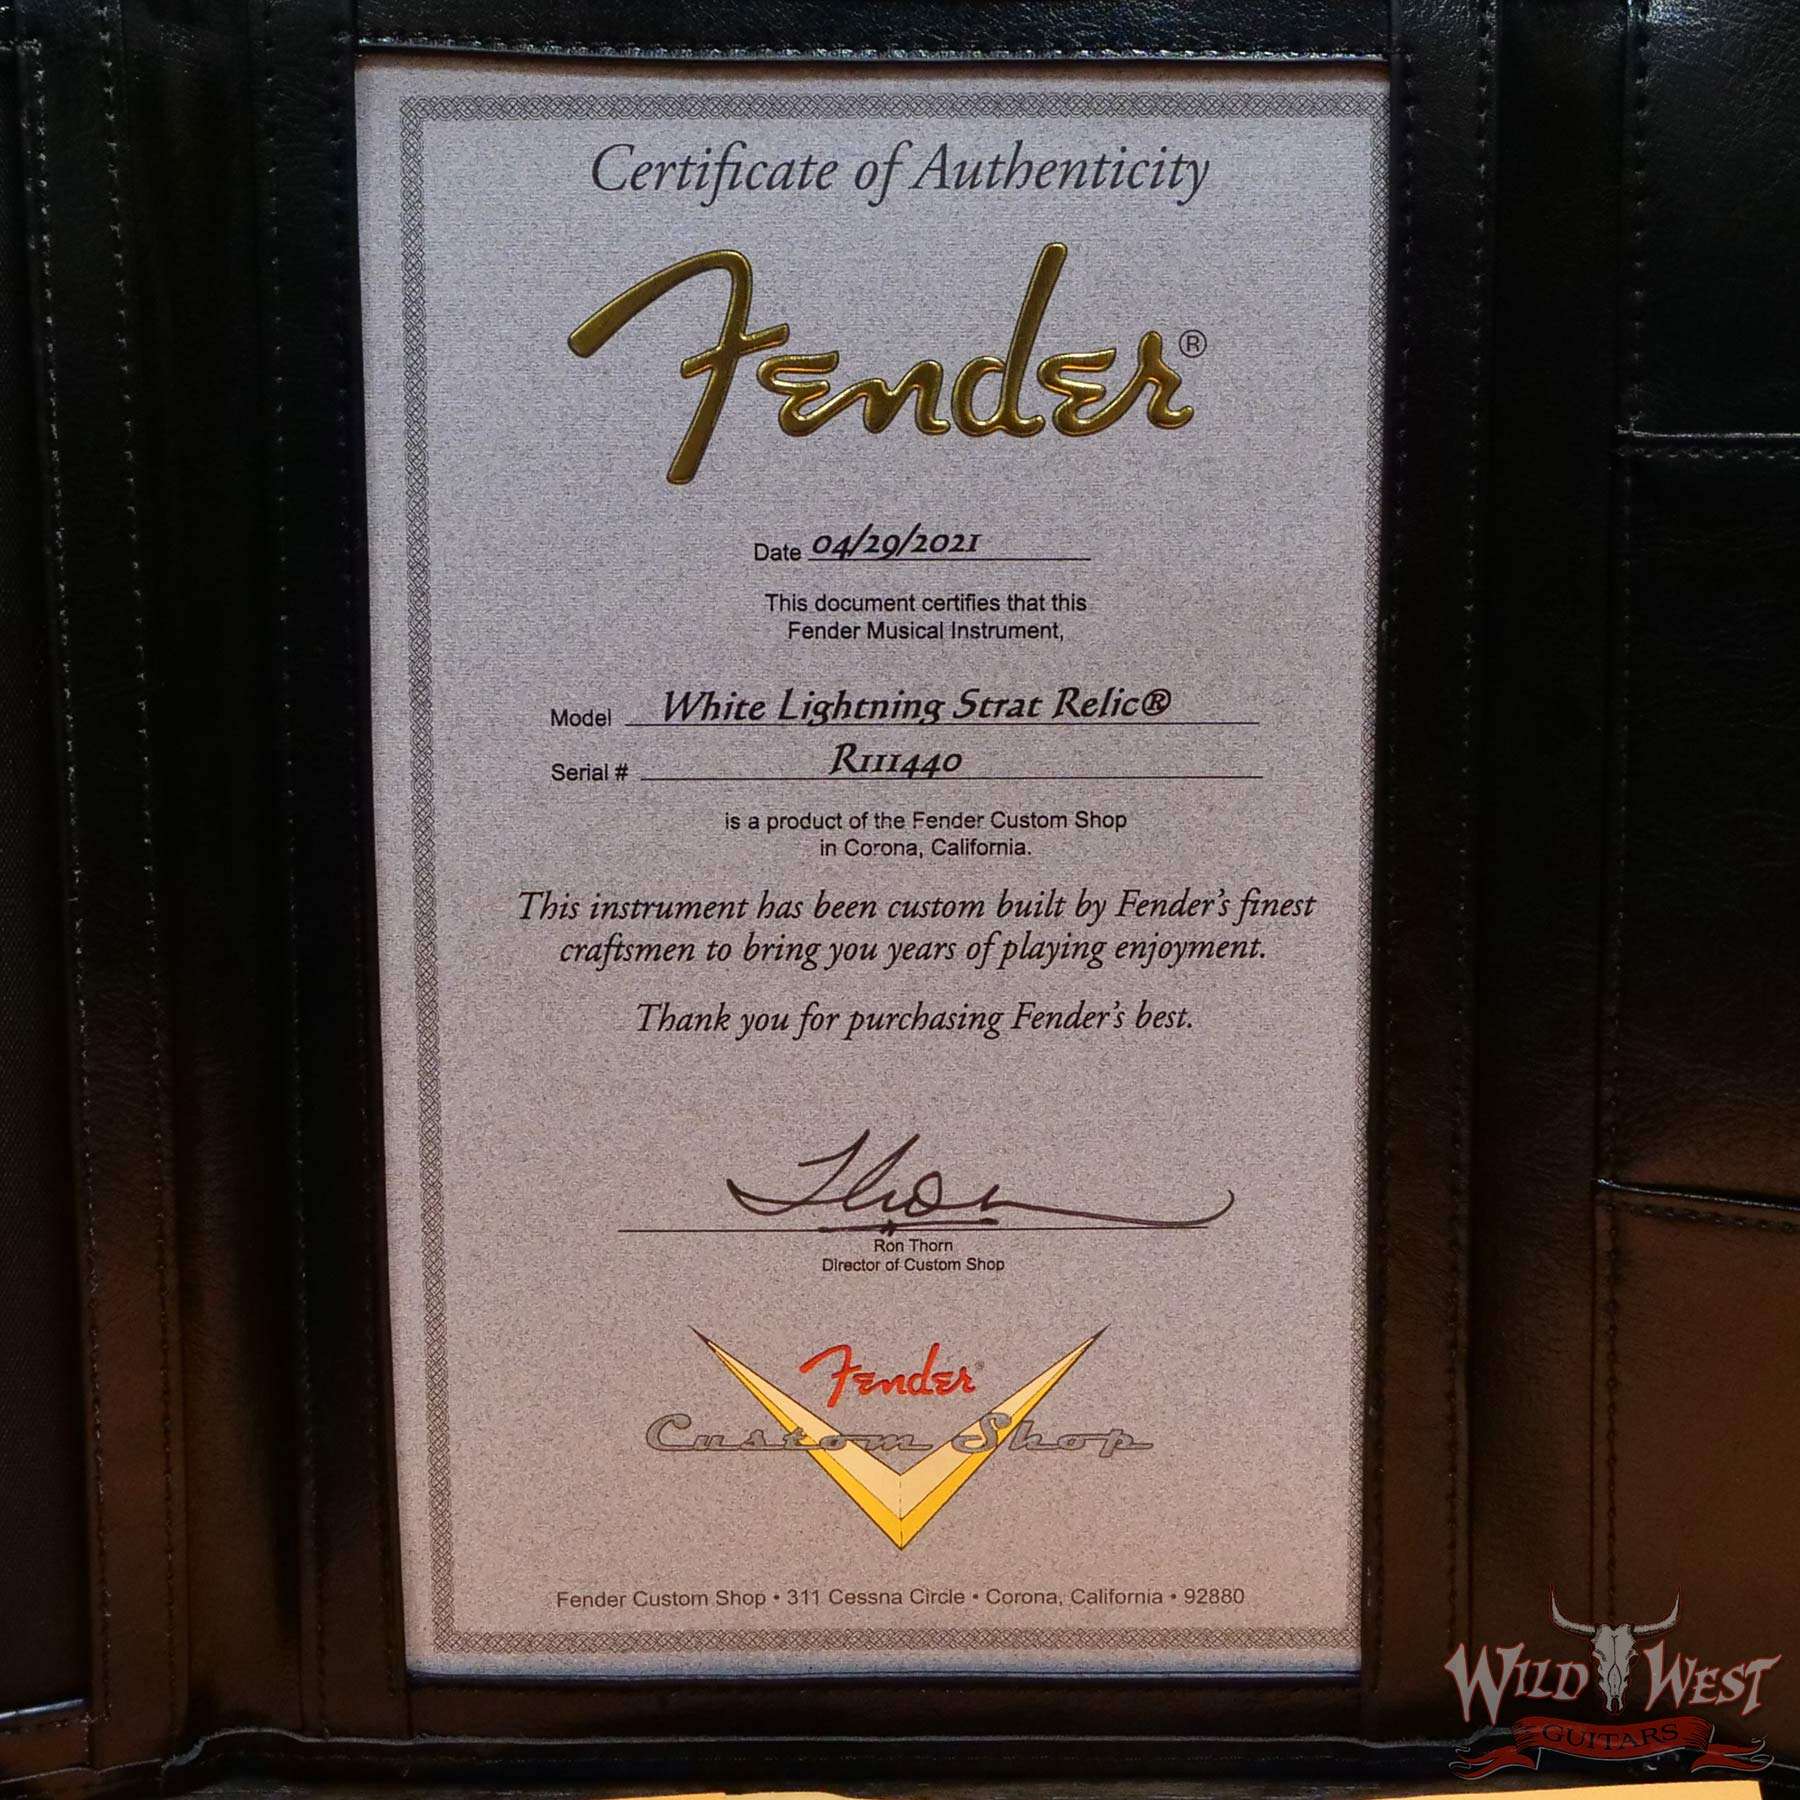 Certificate of Authenticity
Fender®
Date 04/29/2021
This document certifies that this
Fender Musical Instrument,
Model White Lightning Strat Relic®
Serial # R111440
is a product of the Fender Custom Shop
in Corona, California.
This instrument has been custom built by Fender's finest
craftsmen to bring you years of playing enjoyment.
Thank you for purchasing Fender's best.
Thorn
Ron Thorn
Director of Custom Shop
Fender®
Custom Shop
Fender Custom Shop • 311 Cessna Circle • Corona, California • 92880
WILD WEST
GUITARS